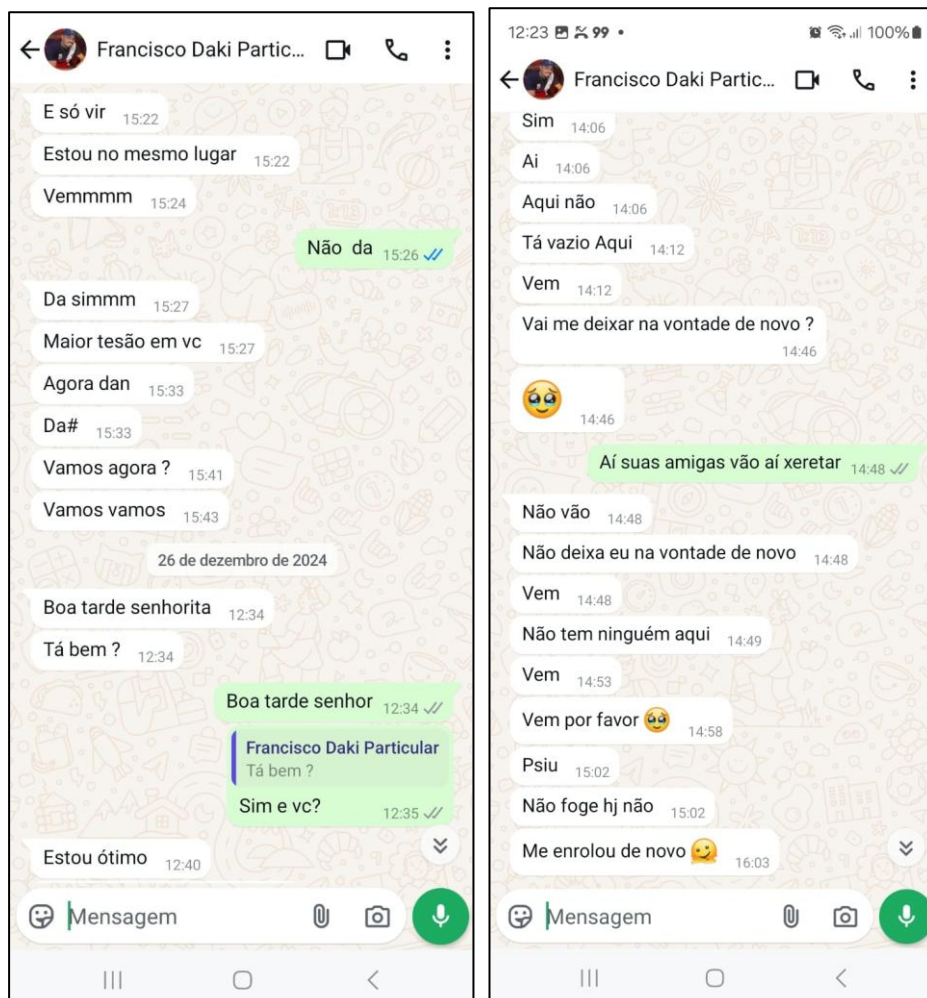 Francisco Daki Partic...
E só vir 15:22
Estou no mesmo lugar 15:22
Vemmmm 15:24
Não da 15:26
Da simmm 15:27
Maior tesão em vc 15:27
Agora dan 15:33
Da# 15:33
Vamos agora ? 15:41
Vamos vamos 15:43
26 de dezembro de 2024
Boa tarde senhorita 12:34
Tá bem ? 12:34
Boa tarde senhor 12:34
Francisco Daki Particular
Tá bem ?
Sim e vc? 12:35
Estou ótimo 12:40
Mensagem
12:23 99 • 100%
Francisco Daki Partic...
Sim 14:06
Ai 14:06
Aqui não 14:06
Tá vazio Aqui 14:12
Vem 14:12
Vai me deixar na vontade de novo ?
14:46
🥹 14:46
Aí suas amigas vão aí xeretar 14:48
Não vão 14:48
Não deixa eu na vontade de novo 14:48
Vem 14:48
Não tem ninguém aqui 14:49
Vem 14:53
Vem por favor 🥹 14:58
Psiu 15:02
Não foge hj não 15:02
Me enrolou de novo 🫠 16:03
Mensagem